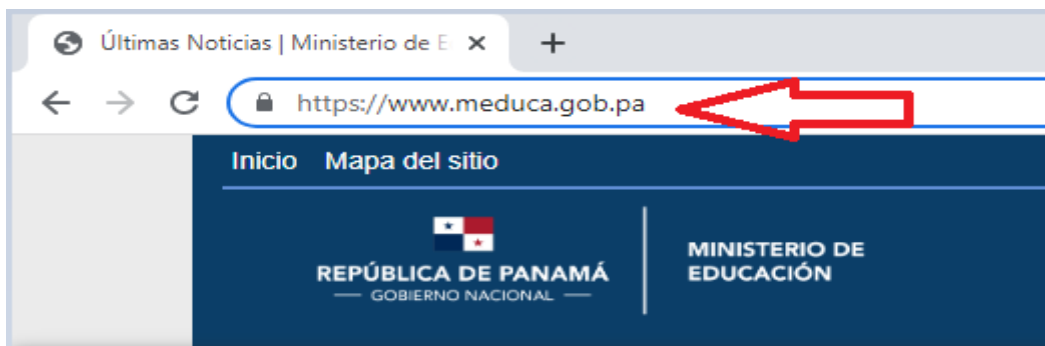 Últimas Noticias | Ministerio de E
https://www.meduca.gob.pa
Inicio Mapa del sitio
REPÚBLICA DE PANAMÁ
GOBIERNO NACIONAL
MINISTERIO DE
EDUCACIÓN